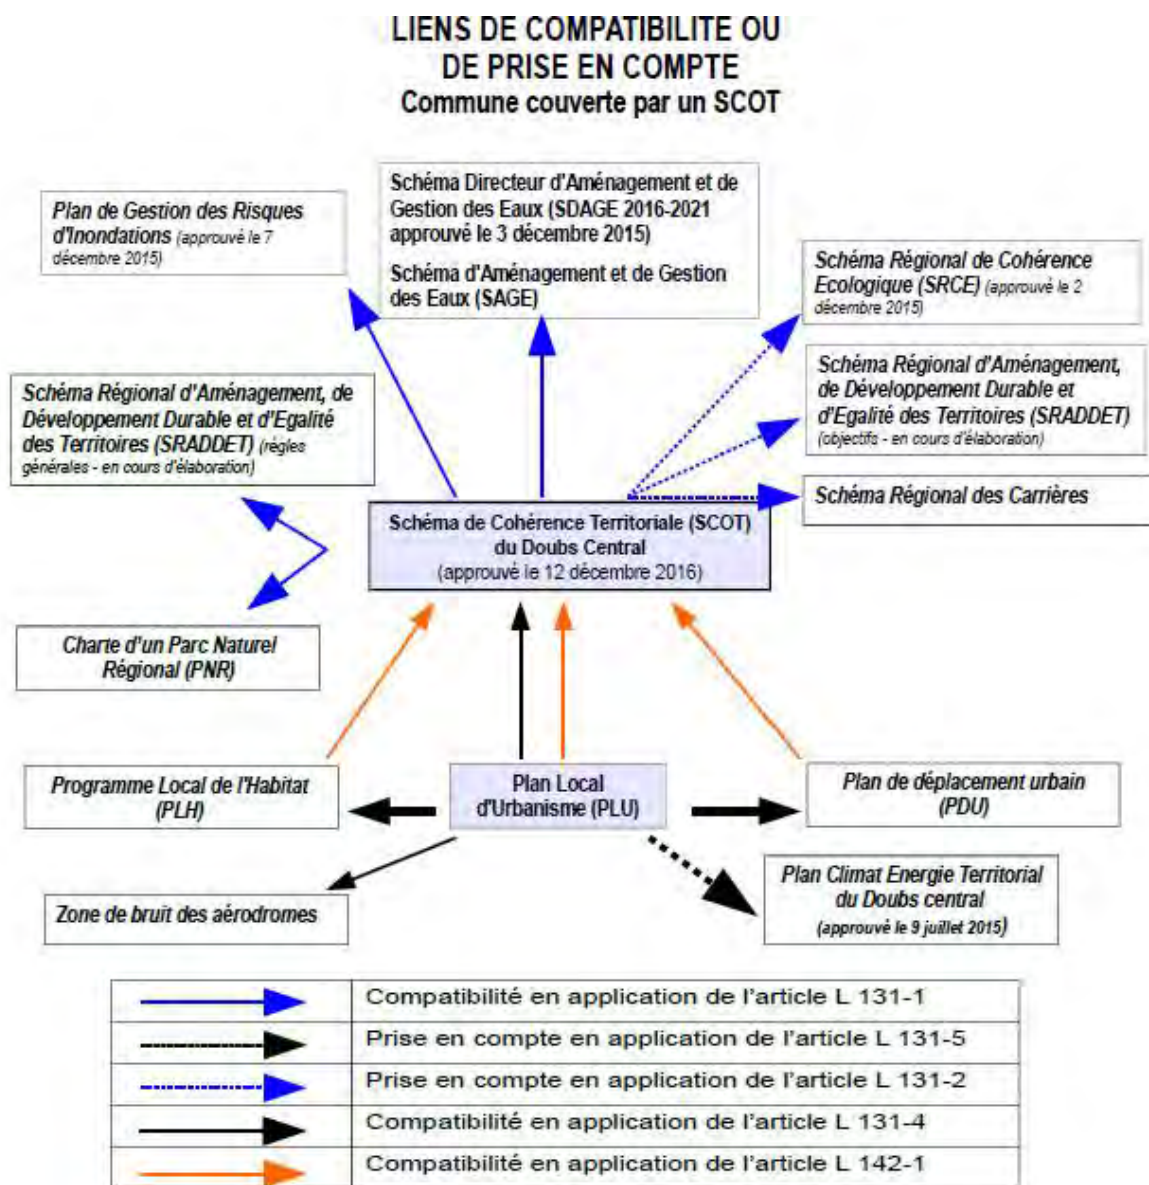 LIENS DE COMPATIBILITE OU
DE PRISE EN COMPTE
Commune couverte par un SCOT
Plan de Gestion des Risques
d'Inondations (approuvé le 7
décembre 2015)
Schéma Directeur d'Aménagement et de
Gestion des Eaux (SDAGE 2016-2021
approuvé le 3 décembre 2015)
Schéma d'Aménagement et de Gestion
des Eaux (SAGE)
Schéma Régional de Cohérence
Ecologique (SRCE) (approuvé le 2
décembre 2015)
Schéma Régional d'Aménagement, de
Développement Durable et d'Egalité
des Territoires (SRADDET) (règles
générales - en cours d'élaboration)
Schéma Régional d'Aménagement,
de Développement Durable et
d'Egalité des Territoires (SRADDET)
(objectifs - en cours d'élaboration)
Schéma Régional des Carrières
Schéma de Cohérence Territoriale (SCOT)
du Doubs Central
(approuvé le 12 décembre 2016)
Charte d'un Parc Naturel
Régional (PNR)
Programme Local de l'Habitat
(PLH)
Plan Local
d'Urbanisme (PLU)
Plan de déplacement urbain
(PDU)
Zone de bruit des aérodromes
Plan Climat Energie Territorial
du Doubs central
(approuvé le 9 juillet 2015)
Compatibilité en application de l'article L 131-1
Prise en compte en application de l'article L 131-5
Prise en compte en application de l'article L 131-2
Compatibilité en application de l'article L 131-4
Compatibilité en application de l'article L 142-1